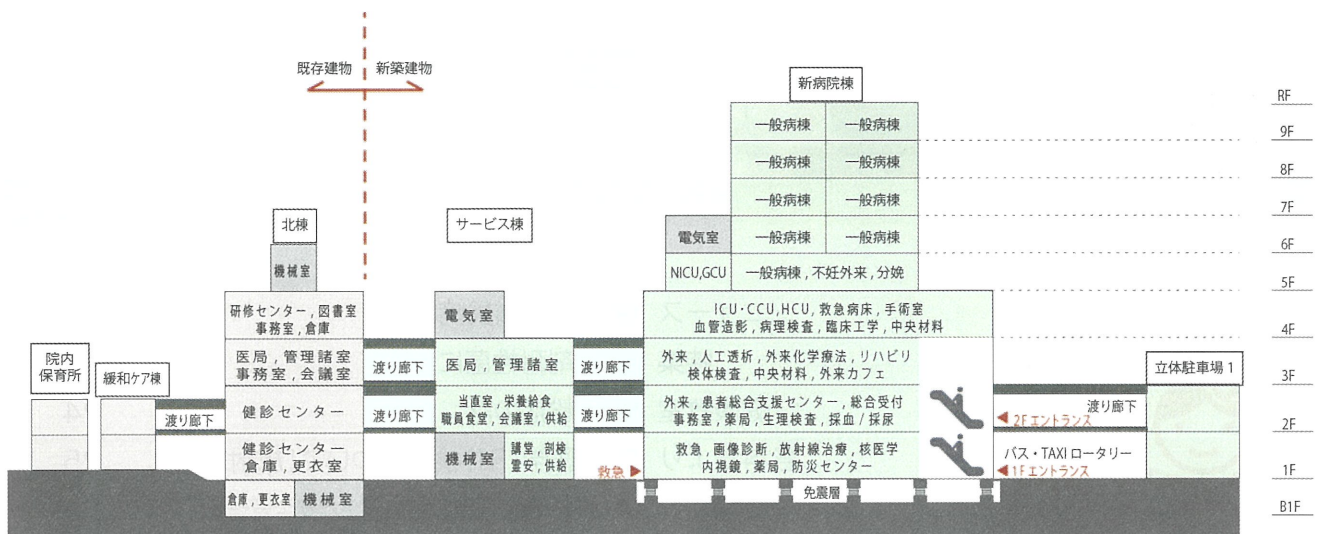 既存建物
新築建物
新病院棟
RF
一般病棟
一般病棟
9F
一般病棟
一般病棟
8F
一般病棟
一般病棟
7F
北棟
サービス棟
電気室
一般病棟
一般病棟
6F
機械室
NICU,GCU
一般病棟,不妊外来,分娩
5F
研修センター,図書室
事務室,倉庫
電気室
ICU・CCU,HCU,救急病床,手術室
血管造影,病理検査,臨床工学,中央材料
4F
院内
保育所
緩和ケア棟
医局,管理諸室
事務室,会議室
渡り廊下
医局,管理諸室
渡り廊下
外来,人工透析,外来化学療法,リハビリ
検体検査,中央材料,外来カフェ
立体駐車場1
3F
渡り廊下
健診センター
渡り廊下
当直室,栄養給食
職員食堂,会議室,供給
渡り廊下
外来,患者総合支援センター,総合受付
事務室,薬局,生理検査,採血/採尿
渡り廊下
2Fエントランス
2F
健診センター
倉庫,更衣室
機械室
講堂,剖検
霊安,供給
救急
救急,画像診断,放射線治療,核医学
内視鏡,薬局,防災センター
バス・TAXIロータリー
1Fエントランス
1F
倉庫,更衣室
機械室
免震層
B1F